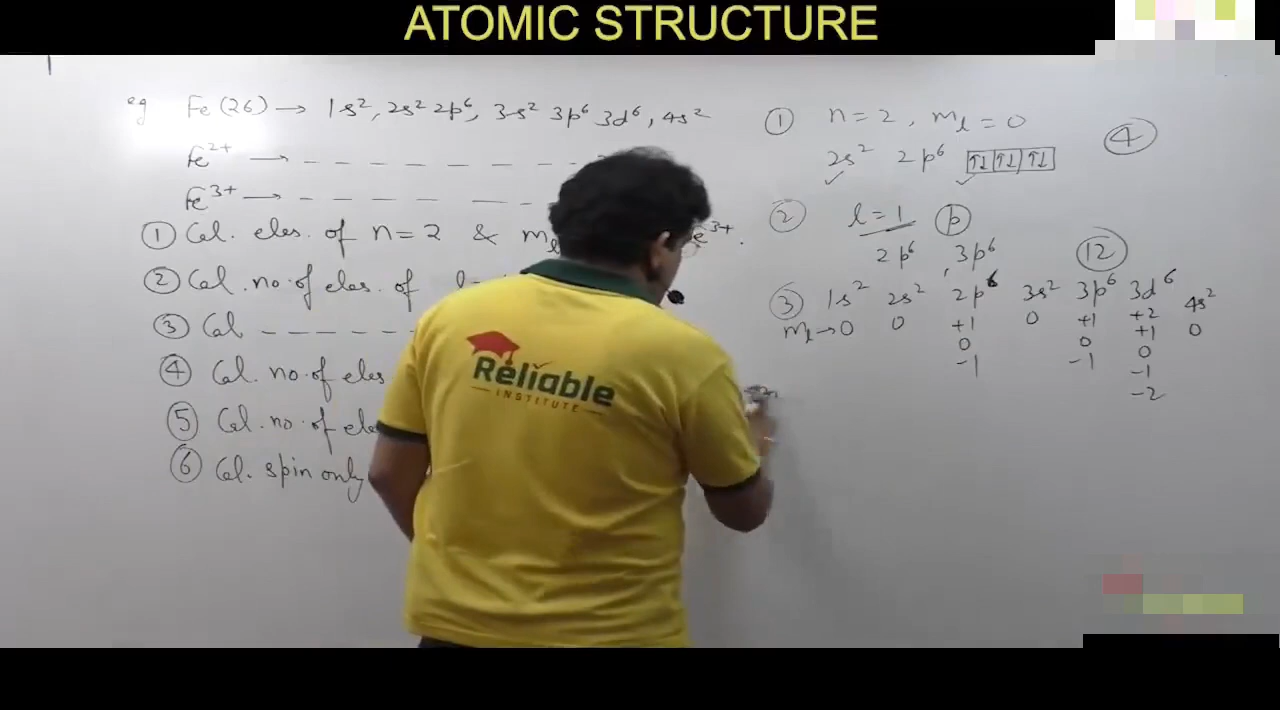 ATOMIC STRUCTURE
eg Fe (26) → 1s², 2s² 2p⁶, 3s² 3p⁶ 3d⁶, 4s²
Fe²⁺ → – – – – – – – – –
Fe³⁺ → – – – – – –
① Cal. eles. of n=2 & mₗ e³⁺.
② Cal. no. of eles. of
③ Cal – – – – – –
④ Cal. no. of eles
⑤ Cal. no. of ele
⑥ Cal. spin only
Reliable
INSTITUTE
① n=2, mₗ=0
2s² 2p⁶ ↑↓ ↑↓ ↑↓ ④
② l=1 p
2p⁶, 3p⁶ ⑫
③ 1s² 2s² 2p⁶ 3s² 3p⁶ 3d⁶ 4s²
mₗ→0 0 +1 0 +1 +2 0
0 0 +1
-1 -1 0
-1
-2